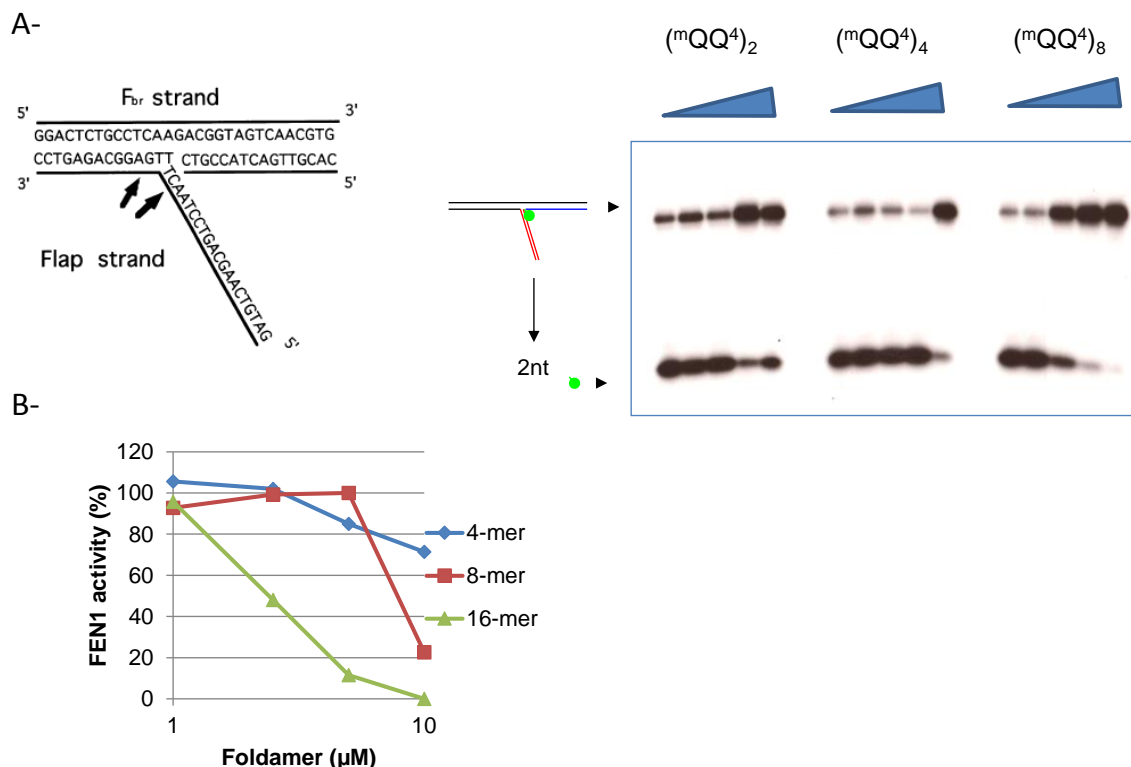 A-
(ᵐQQ⁴)₂ (ᵐQQ⁴)₄ (ᵐQQ⁴)₈
Fbr strand
5' 3'
GGACTCTGCCTCAAGACGGTAGTCAACGTG
CCTGAGACGGAGTT CTGCCATCAGTTGCAC
3' 5'
TCAATCCTGACGAACTGTAG
Flap strand
5'
2nt
B-
120
100
80
60
40
20
0
FEN1 activity (%)
4-mer
8-mer
16-mer
1 10
Foldamer (µM)